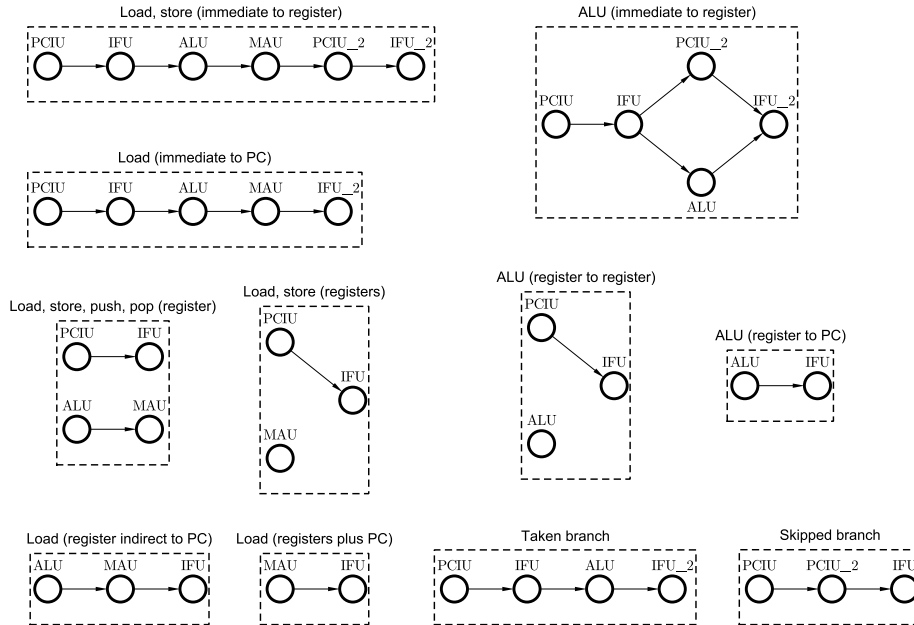 Load, store (immediate to register)
PCIU IFU ALU MAU PCIU_2 IFU_2
ALU (immediate to register)
PCIU_2
PCIU IFU IFU_2
ALU
Load (immediate to PC)
PCIU IFU ALU MAU IFU_2
Load, store, push, pop (register)
PCIU IFU
ALU MAU
Load, store (registers)
PCIU
IFU
MAU
ALU (register to register)
PCIU
IFU
ALU
ALU (register to PC)
ALU IFU
Load (register indirect to PC)
ALU MAU IFU
Load (registers plus PC)
MAU IFU
Taken branch
PCIU IFU ALU IFU_2
Skipped branch
PCIU PCIU_2 IFU